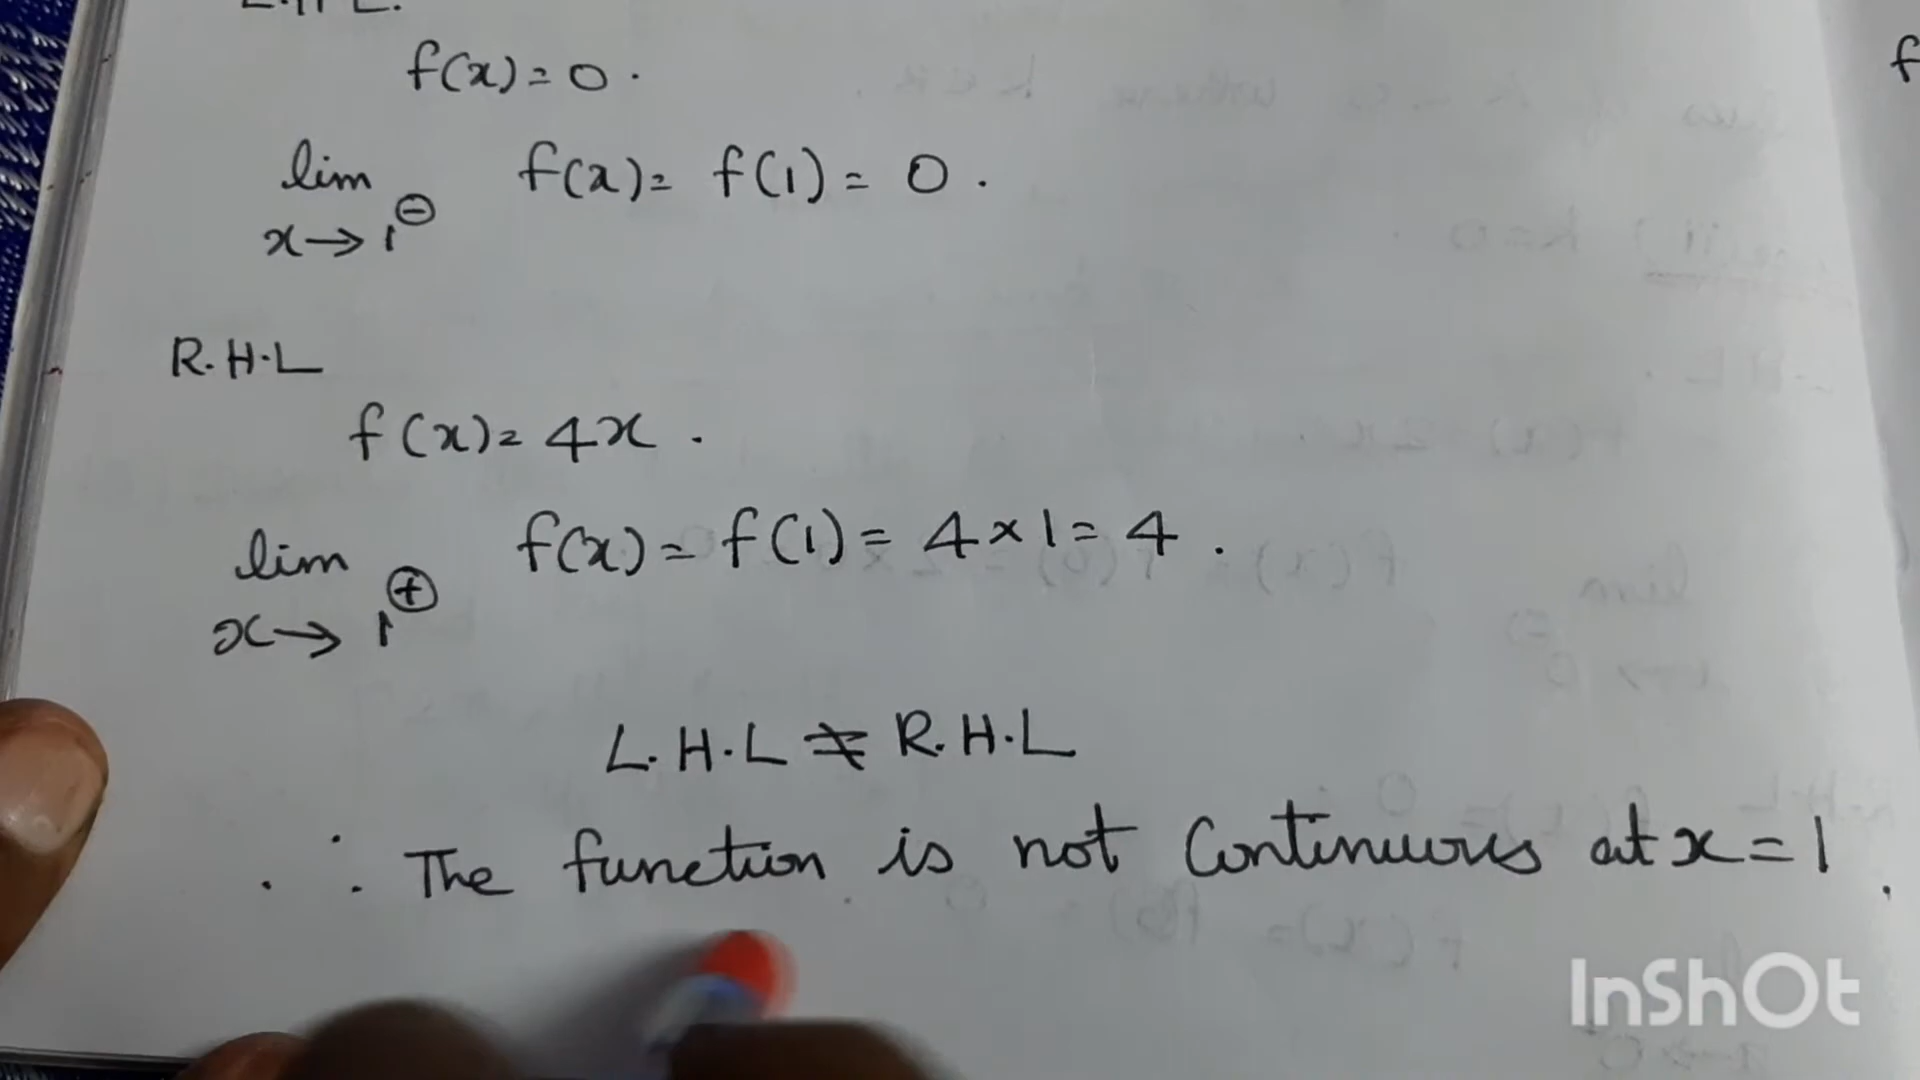 L.H.L.
f(x)=0.
f
lim f(x)= f(1)= 0.
x→1⊖
R.H.L
f(x)= 4x.
lim f(x)= f(1)= 4×1= 4.
x→1⊕
L.H.L ≠ R.H.L
∴ The function is not Continuous at x=1.
InShOt